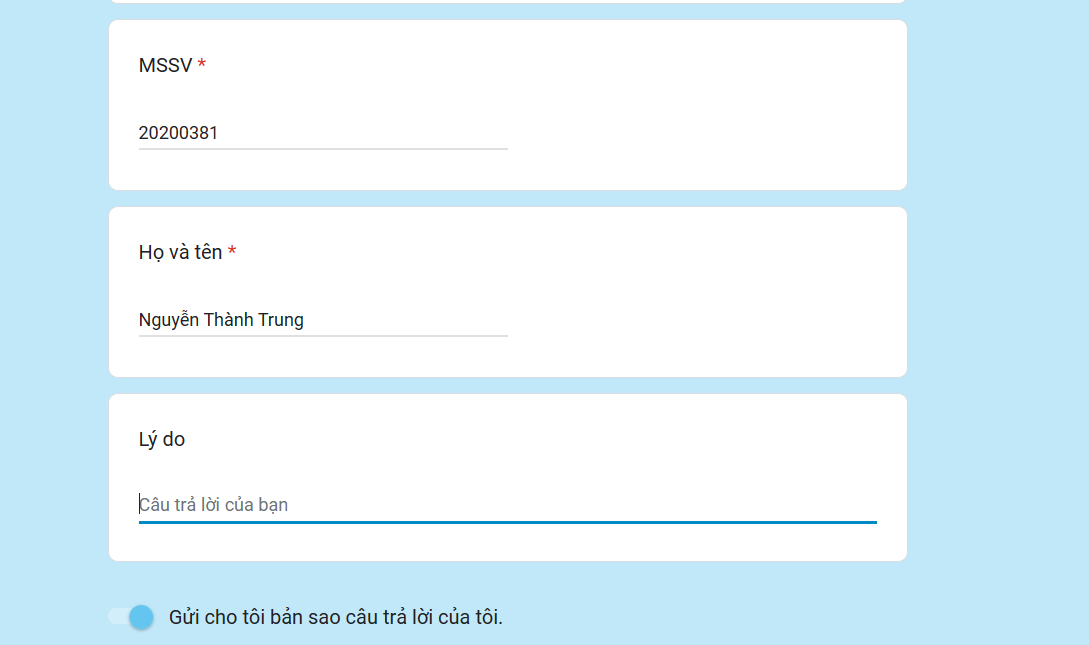 MSSV *
20200381
Họ và tên *
Nguyễn Thành Trung
Lý do
Câu trả lời của bạn
Gửi cho tôi bản sao câu trả lời của tôi.